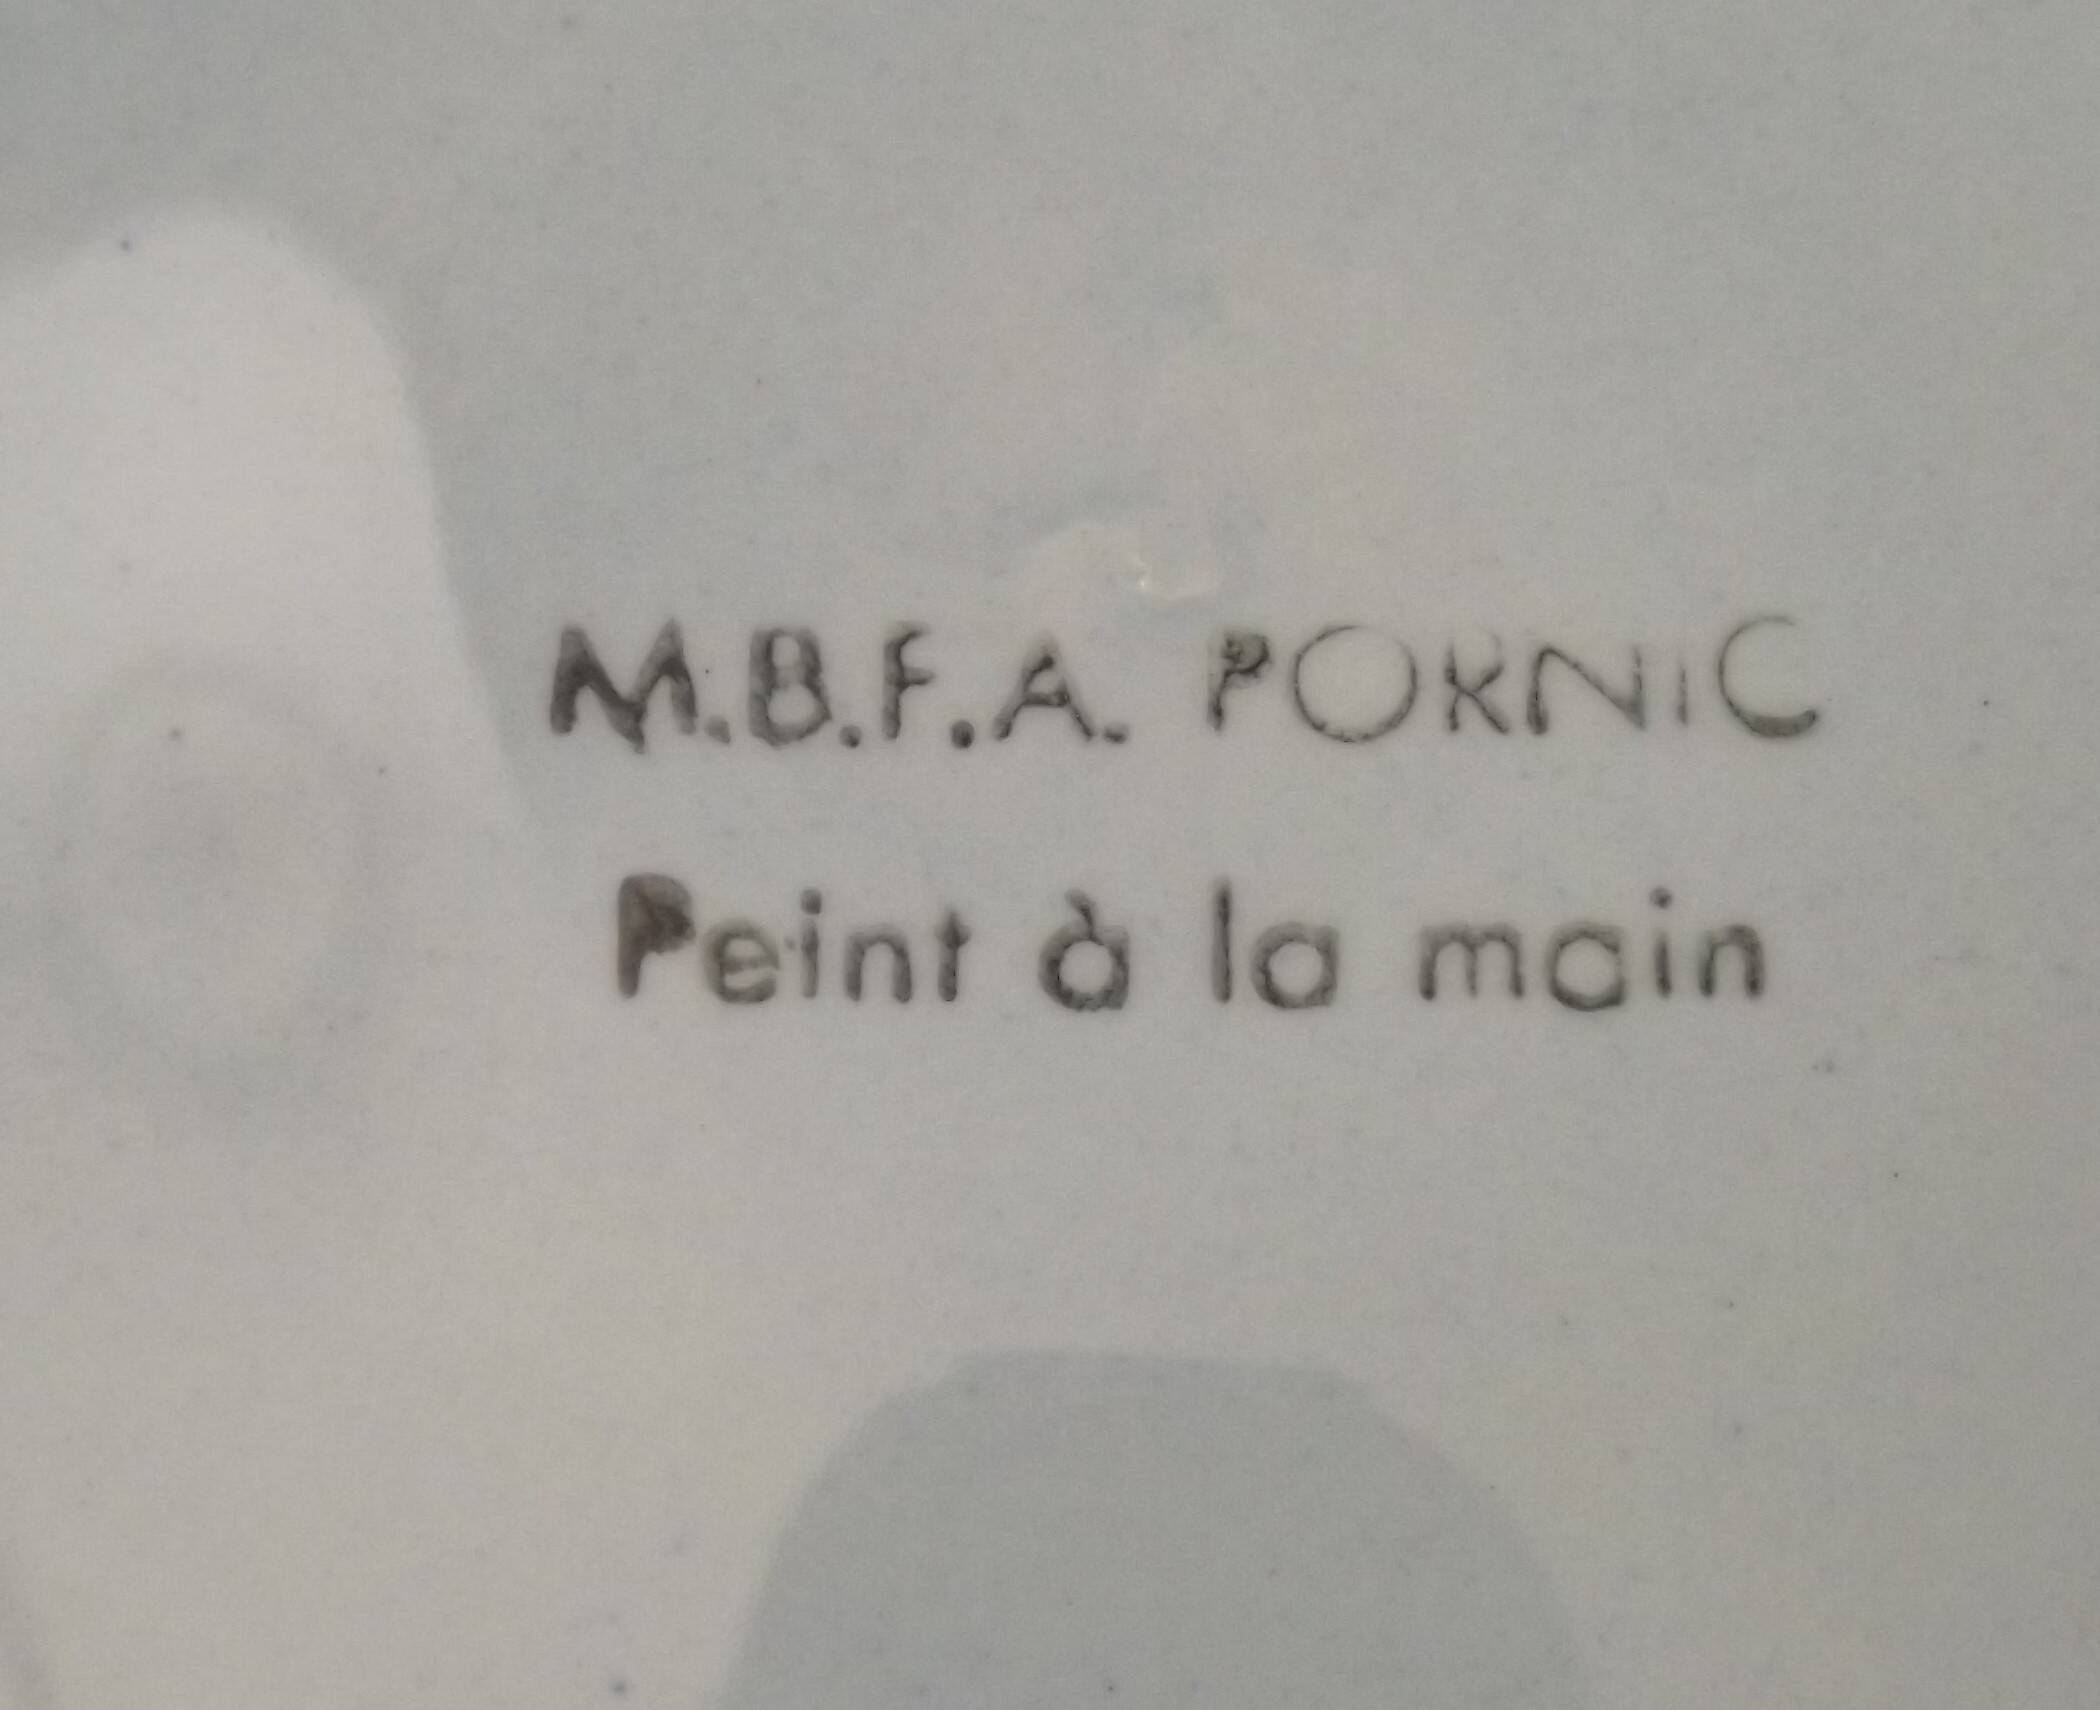 M.B.F.A. PORNIC
Peint à la main